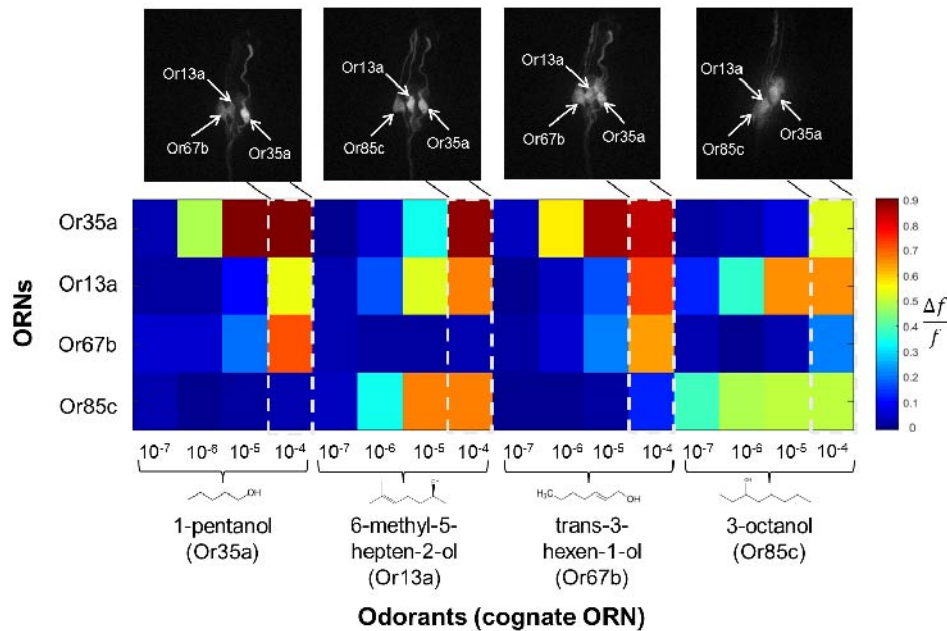 Or13a
Or67b
Or35a
Or13a
Or85c
Or35a
Or13a
Or67b
Or35a
Or13a
Or85c
Or35a
ORNs
Or35a
Or13a
Or67b
Or85c
0.9
0.8
0.7
0.6
0.5
0.4
0.3
0.2
0.1
0
Δf
f
10⁻⁷ 10⁻⁶ 10⁻⁵ 10⁻⁴ 10⁻⁷ 10⁻⁶ 10⁻⁵ 10⁻⁴ 10⁻⁷ 10⁻⁶ 10⁻⁵ 10⁻⁴ 10⁻⁷ 10⁻⁶ 10⁻⁵ 10⁻⁴
OH
H₃C
OH
OH
1-pentanol
(Or35a)
6-methyl-5-
hepten-2-ol
(Or13a)
trans-3-
hexen-1-ol
(Or67b)
3-octanol
(Or85c)
Odorants (cognate ORN)